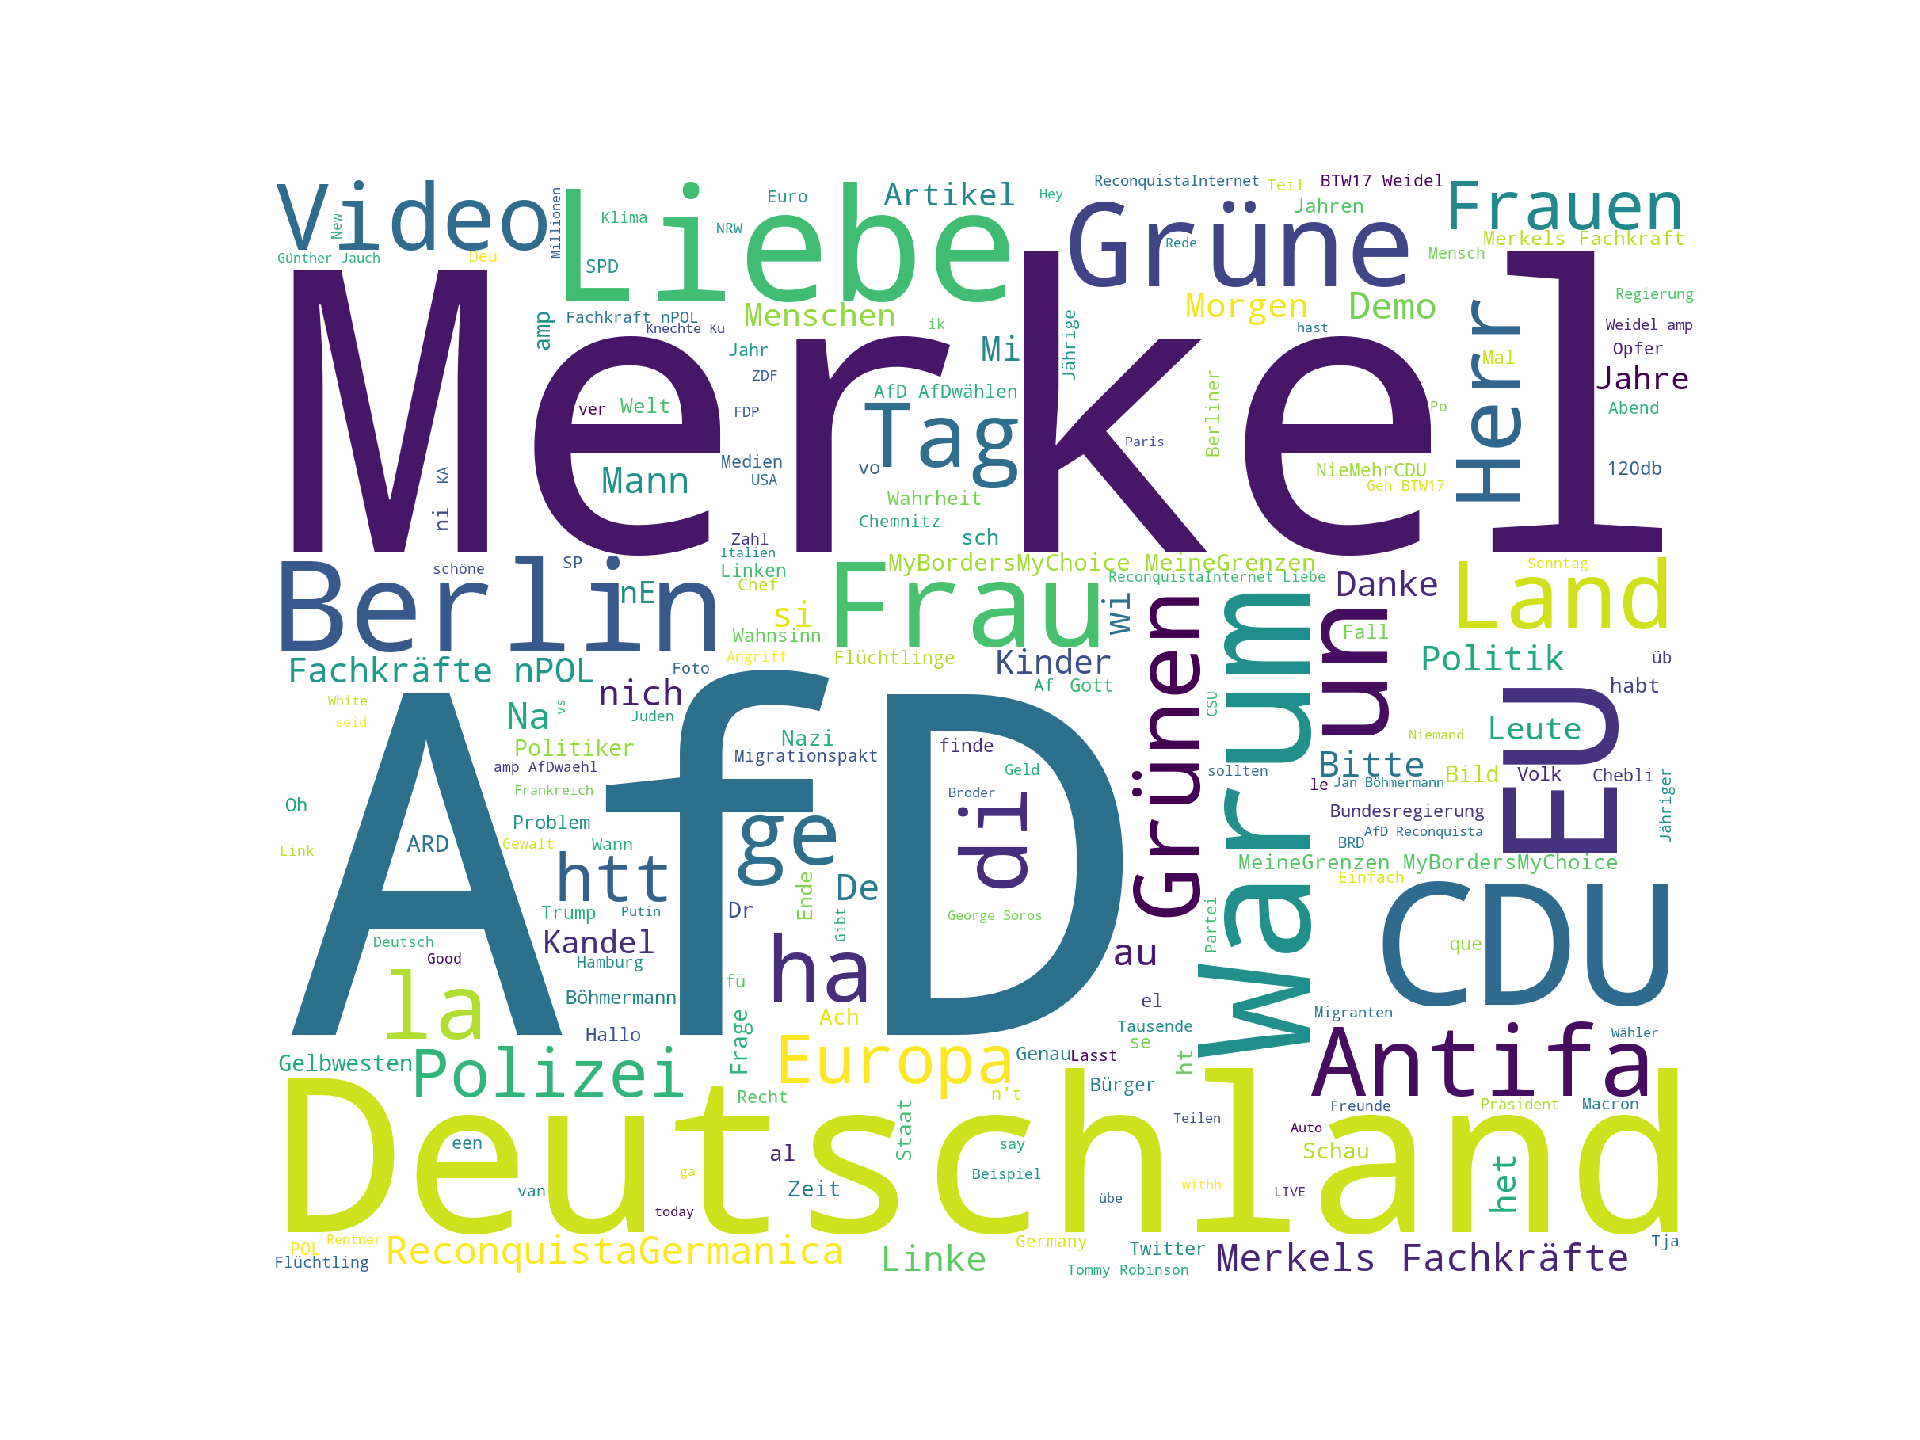 Video
Liebe
Euro
Artikel
Hey
ReconquistaInternet
Teil
BTW17 Weidel
Frauen
New
Millionen
Klima
NRW
Grüne
Jahren
Rede
Merkels Fachkraft
Günther Jauch
Deu
SPD
Mensch
Merkel
Morgen
Demo
Herr
Regierung
amp
Fachkraft nPOL
Knechte Ku
Menschen
ik
Jährige
hast
Weidel amp
Jahr
Mi
Mal
Opfer
ZDF
AfD AfDwählen
Berliner
Jahre
ver
Welt
FDP
Tag
Po
Abend
Paris
Mann
Medien
USA
vo
NieMehrCDU
Geh BTW17
120db
KA
ni
Wahrheit
Chemnitz
Zahl
sch
Italien
Berlin
schöne
SP
nE
Linken
Chef
si
Frau
MyBordersMyChoice MeineGrenzen
ReconquistaInternet Liebe
Wi
Danke
Land
Sonntag
Wahnsinn
Angriff
Flüchtlinge
Grünen
Warum
un
Fall
Fachkräfte nPOL
Foto
Kinder
Politik
üb
White
seid
nich
Af
Gott
CSU
EU
habt
Na
vs
Juden
AfD
Nazi
Leute
Niemand
Politiker
Migrationspakt
finde
amp AfDwaehl
Geld
sollten
Bitte
Bild
Volk
Chebli
Jähriger
Frankreich
Broder
di
le
Jan Böhmermann
Oh
Problem
ge
Bundesregierung
AfD Reconquista
Link
ARD
Gewalt
Wann
BRD
htt
MeineGrenzen MyBordersMyChoice
Ende
De
Einfach
CDU
Trump
Putin
Dr
Gibt
George Soros
Partei
Deutsch
Good
Kandel
Hamburg
ha
au
que
la
Böhmermann
fü
el
Hallo
Ach
Tausende
Migranten
Antifa
Wähler
Gelbwesten
Polizei
Frage
Europa
Genau
Lasst
se
ht
Deutschland
Recht
n't
Bürger
Freunde
Präsident
Macron
een
Staat
Teilen
Auto
al
say
Schau
het
van
ga
Zeit
Beispiel
übe
withh
LIVE
today
POL
Rentner
ReconquistaGermanica
Linke
Germany
Twitter
Tja
Flüchtling
Tommy Robinson
Merkels Fachkräfte